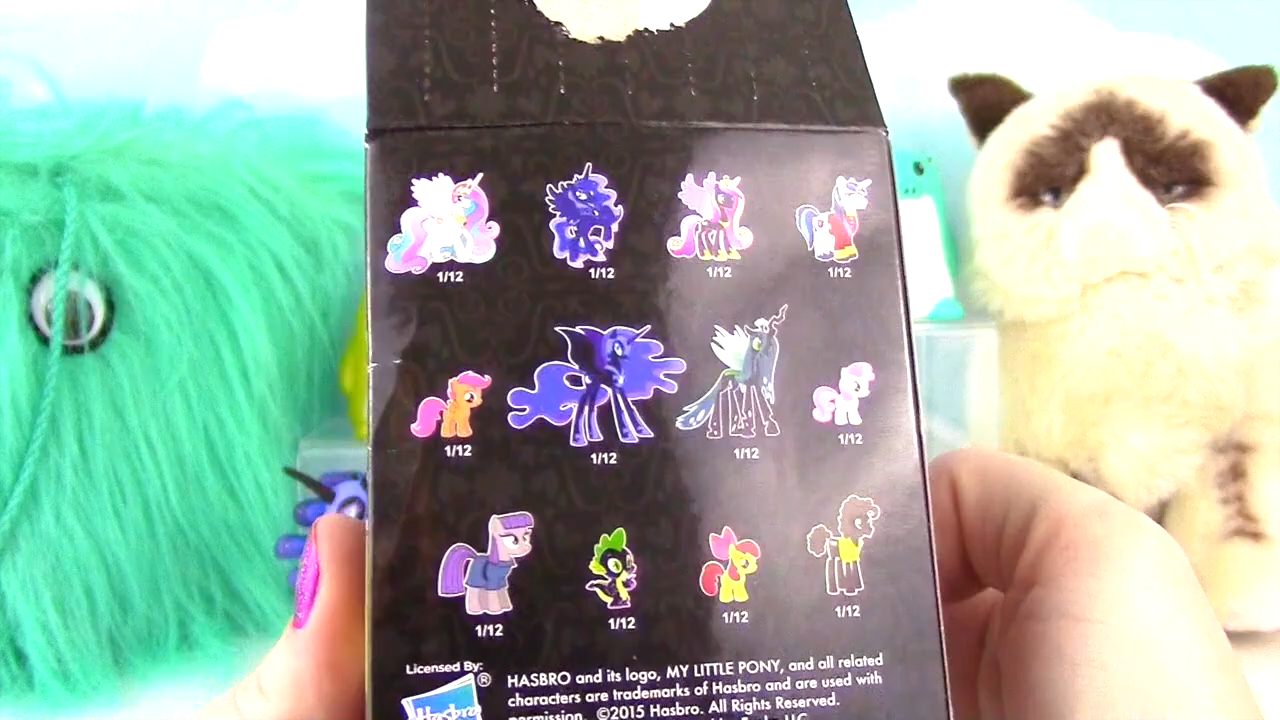 1/12
1/12
1/12
1/12
1/12
1/12
1/12
1/12
1/12
1/12
1/12
1/12
Licensed By:
Hasbro ®
HASBRO and its logo, MY LITTLE PONY, and all related
characters are trademarks of Hasbro and are used with
permission. ©2015 Hasbro. All Rights Reserved.